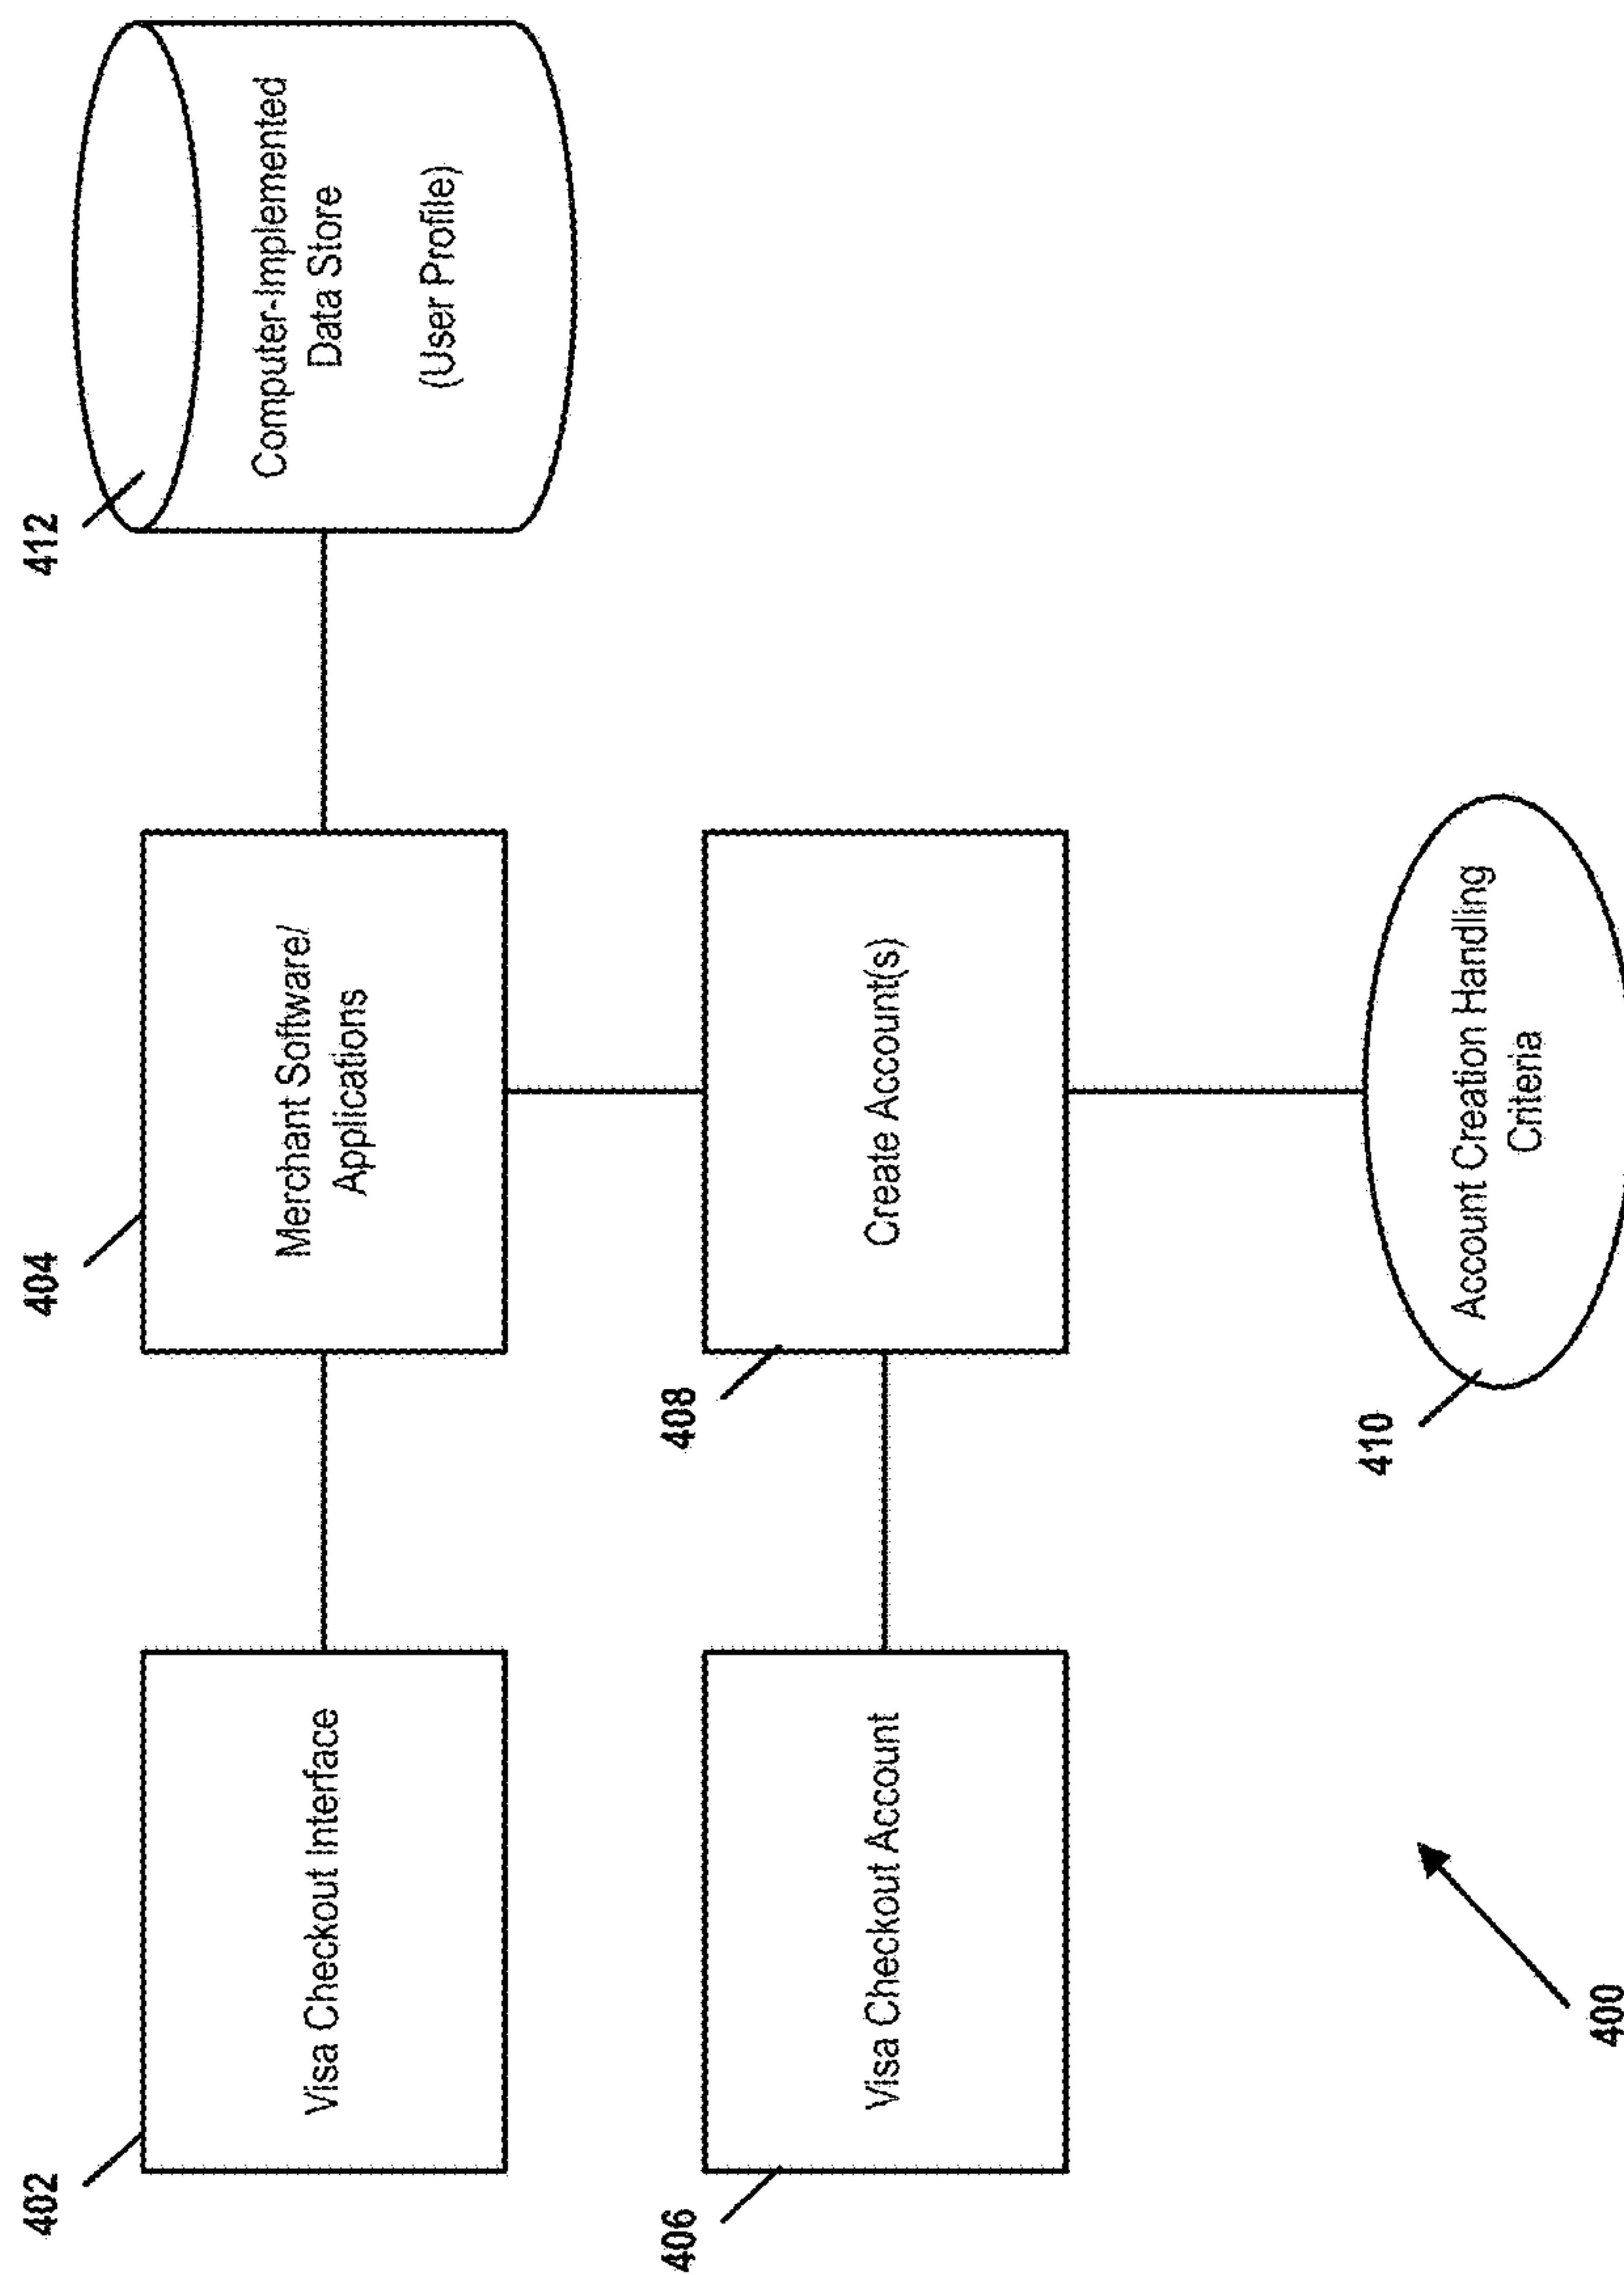 402
Visa Checkout Interface
404
Merchant Software/
Applications
412
Computer-Implemented
Data Store
(User Profile)
406
Visa Checkout Account
408
Create Account(s)
410
Account Creation Handling
Criteria
400